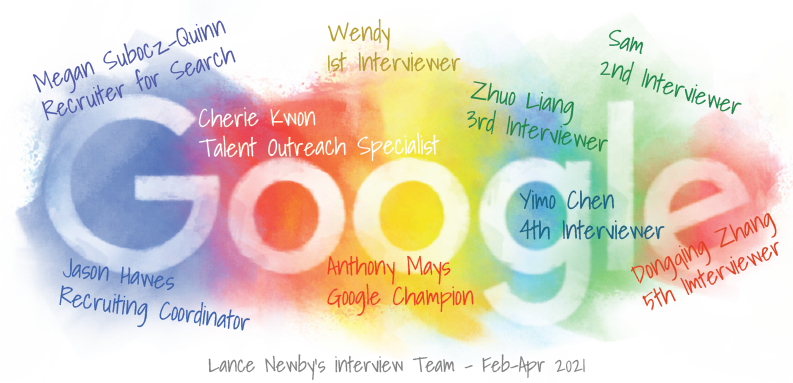 Megan Subocz-Quinn
Recruiter for Search
Wendy
1st Interviewer
Sam
2nd Interviewer
Zhuo Liang
3rd Interviewer
Cherie Kwon
Talent Outreach Specialist
Google
Yimo Chen
4th Interviewer
Dongqing Zhang
5th Imterviewer
Jason Hawes
Recruiting Coordinator
Anthony Mays
Google Champion
Lance Newby's interview Team - Feb-Apr 2021